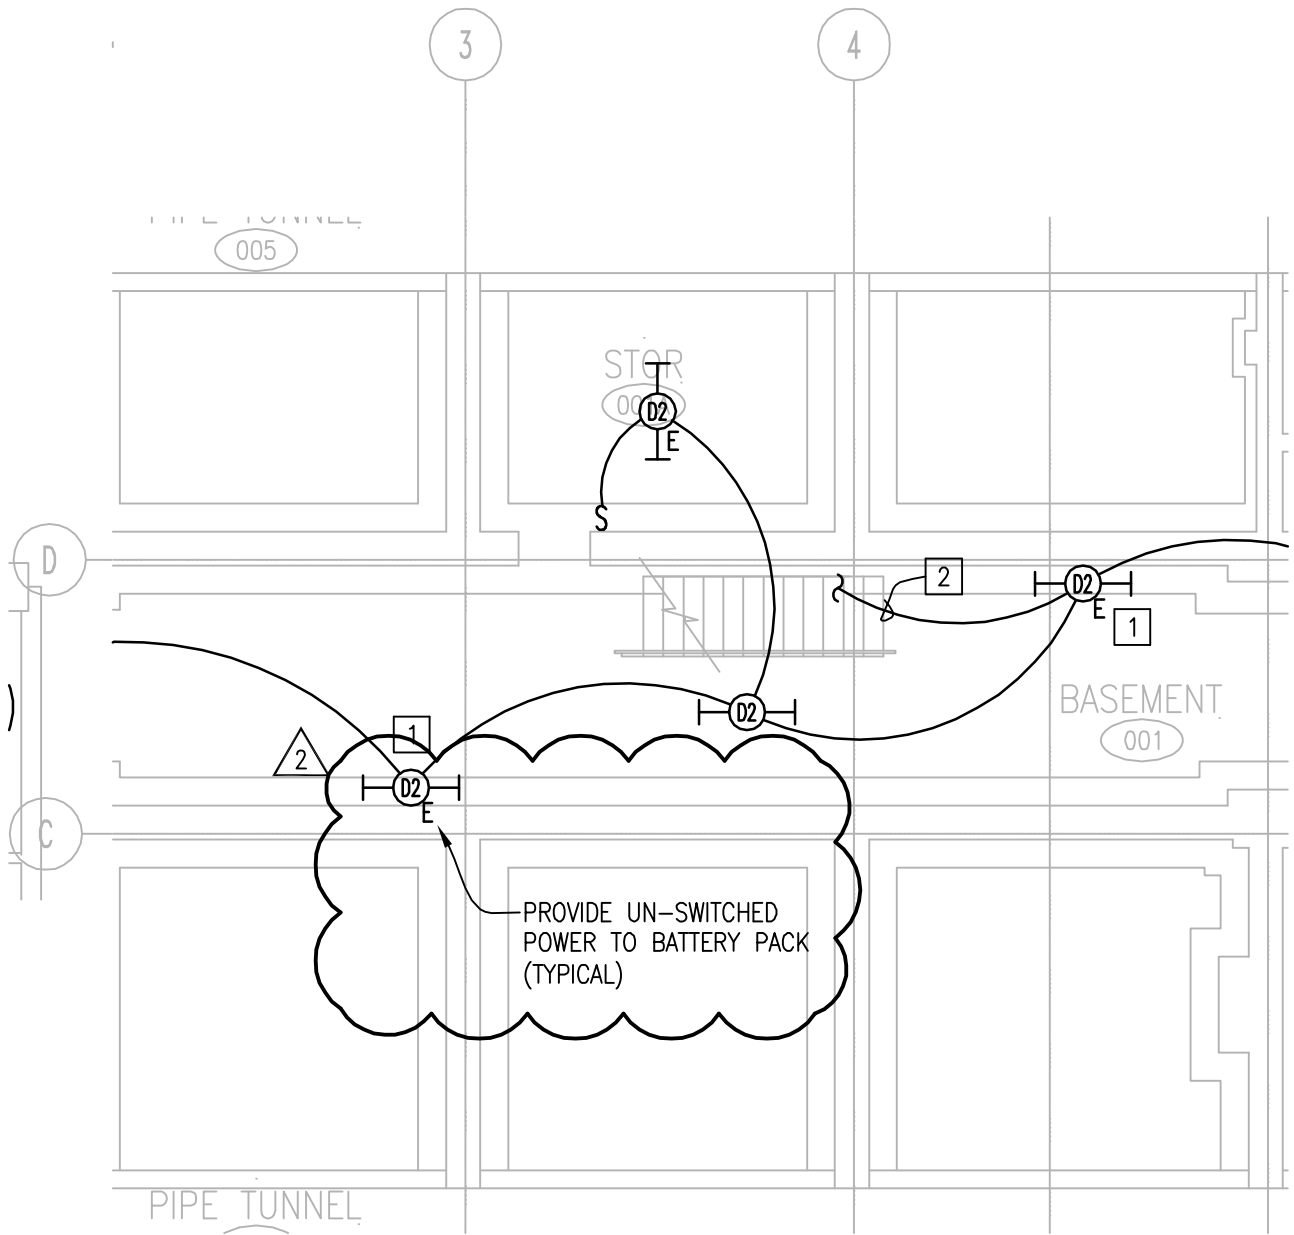 3
4
005
STOR
D2
E
S
D
2
D2
E
1
BASEMENT
001
D2
1
2
D2
E
C
PROVIDE UN-SWITCHED
POWER TO BATTERY PACK
(TYPICAL)
PIPE TUNNEL